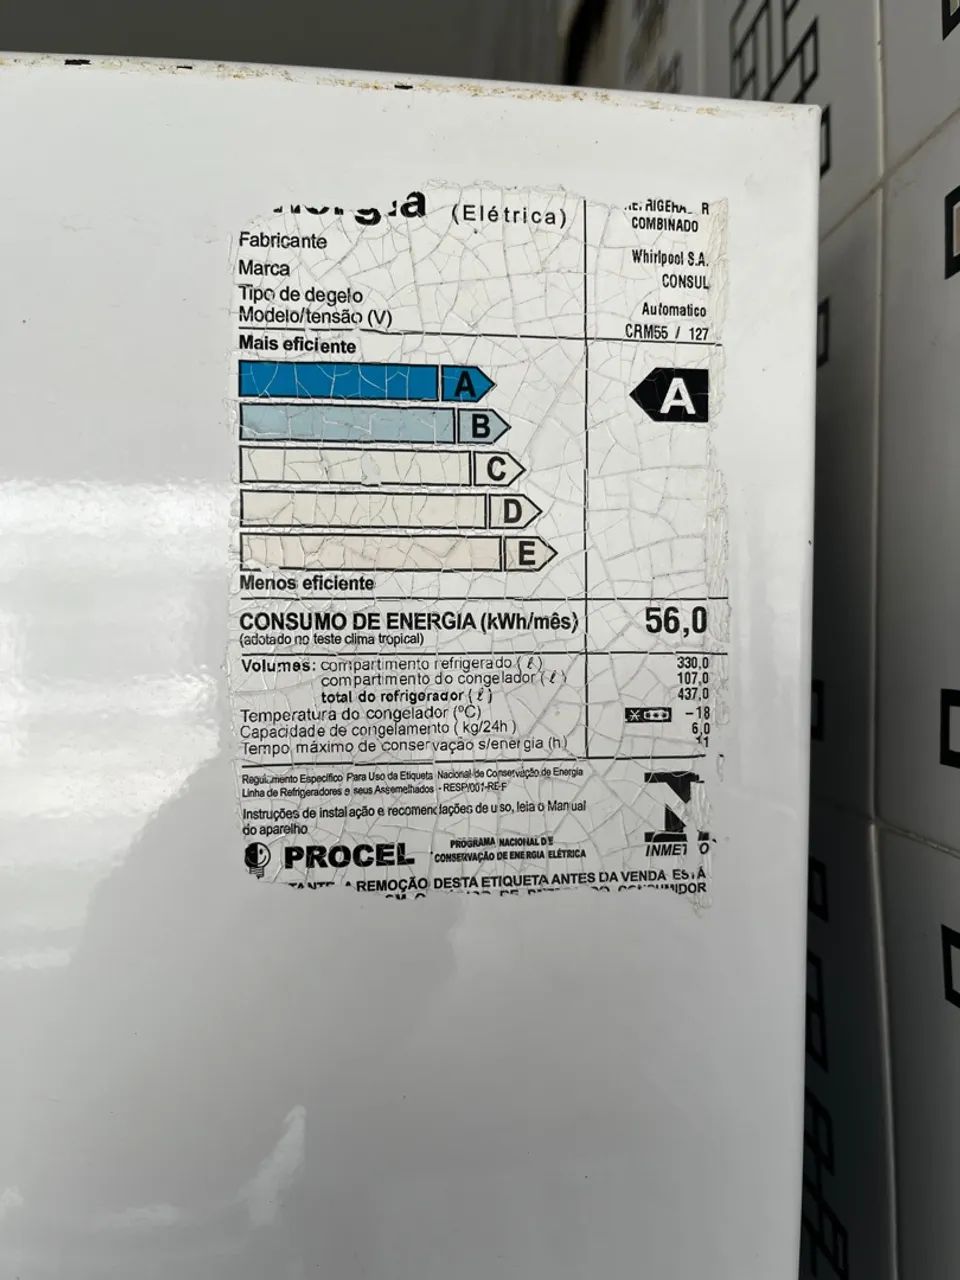 (Elétrica)
COMBINADO
Fabricante Whirlpool S.A.
Marca CONSUL
Tipo de degelo Automatico
Modelo/tensão (V) CRM55 / 127
Mais eficiente
A A
B
C
D
E
Menos eficiente
CONSUMO DE ENERGIA (kWh/mês) 56,0
(adotado no teste clima tropical)
Volumes: compartimento refrigerado (ℓ) 330,0
compartimento do congelador (ℓ) 107,0
total do refrigerador (ℓ) 437,0
Temperatura do congelador (ºC) -18
Capacidade de congelamento (kg/24h) 6,0
Tempo máximo de conservação s/energia (h) 11
Regulamento Específico Para Uso da Etiqueta Nacional de Conservação de Energia
Linha de Refrigeradores e seus Assemelhados - RESP/001-REF
Instruções de instalação e recomendações de uso, leia o Manual
do aparelho
PROCEL PROGRAMA NACIONAL DE
CONSERVAÇÃO DE ENERGIA ELÉTRICA
INMETRO
A REMOÇÃO DESTA ETIQUETA ANTES DA VENDA ESTÁ